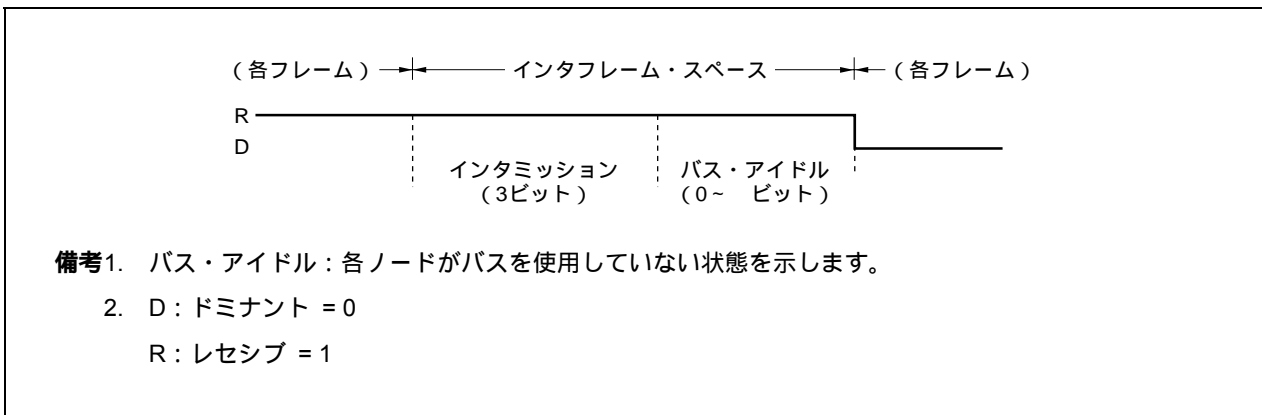 (各フレーム) インタフレーム・スペース (各フレーム)
R
D
インタミッション バス・アイドル
(3ビット) (0~ ビット)
備考1. バス・アイドル：各ノードがバスを使用していない状態を示します。
2. D：ドミナント = 0
R：レセシブ = 1